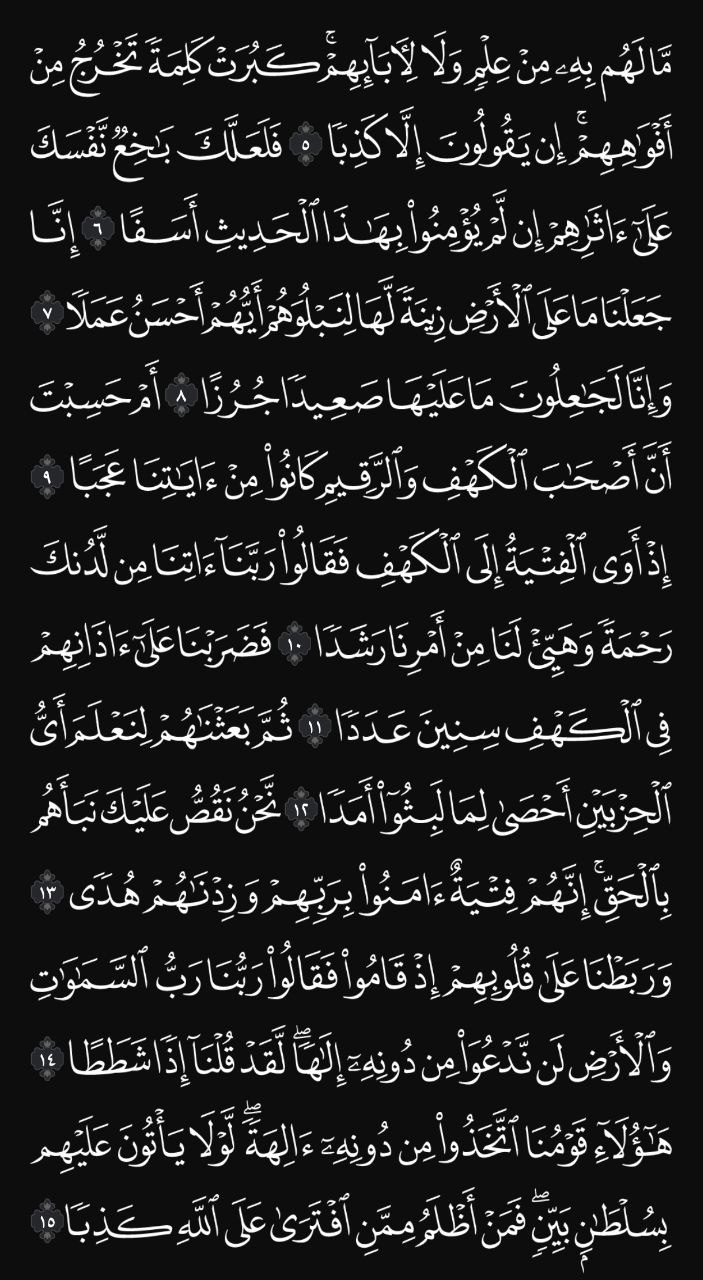 مَّا لَهُم بِهِۦ مِنْ عِلْمٍۢ وَلَا لِـَٔابَآئِهِمْ ۚ كَبُرَتْ كَلِمَةًۭ تَخْرُجُ مِنْ
أَفْوَٰهِهِمْ ۚ إِن يَقُولُونَ إِلَّا كَذِبًۭا ٥ فَلَعَلَّكَ بَـٰخِعٌۭ نَّفْسَكَ
عَلَىٰٓ ءَاثَـٰرِهِمْ إِن لَّمْ يُؤْمِنُوا۟ بِهَـٰذَا ٱلْحَدِيثِ أَسَفًا ٦ إِنَّا
جَعَلْنَا مَا عَلَى ٱلْأَرْضِ زِينَةًۭ لَّهَا لِنَبْلُوَهُمْ أَيُّهُمْ أَحْسَنُ عَمَلًۭا ٧
وَإِنَّا لَجَـٰعِلُونَ مَا عَلَيْهَا صَعِيدًۭا جُرُزًا ٨ أَمْ حَسِبْتَ
أَنَّ أَصْحَـٰبَ ٱلْكَهْفِ وَٱلرَّقِيمِ كَانُوا۟ مِنْ ءَايَـٰتِنَا عَجَبًا ٩
إِذْ أَوَى ٱلْفِتْيَةُ إِلَى ٱلْكَهْفِ فَقَالُوا۟ رَبَّنَآ ءَاتِنَا مِن لَّدُنكَ
رَحْمَةًۭ وَهَيِّئْ لَنَا مِنْ أَمْرِنَا رَشَدًۭا ١٠ فَضَرَبْنَا عَلَىٰٓ ءَاذَانِهِمْ
فِى ٱلْكَهْفِ سِنِينَ عَدَدًۭا ١١ ثُمَّ بَعَثْنَـٰهُمْ لِنَعْلَمَ أَىُّ
ٱلْحِزْبَيْنِ أَحْصَىٰ لِمَا لَبِثُوٓا۟ أَمَدًۭا ١٢ نَّحْنُ نَقُصُّ عَلَيْكَ نَبَأَهُم
بِٱلْحَقِّ ۚ إِنَّهُمْ فِتْيَةٌ ءَامَنُوا۟ بِرَبِّهِمْ وَزِدْنَـٰهُمْ هُدًۭى ١٣
وَرَبَطْنَا عَلَىٰ قُلُوبِهِمْ إِذْ قَامُوا۟ فَقَالُوا۟ رَبُّنَا رَبُّ ٱلسَّمَـٰوَٰتِ
وَٱلْأَرْضِ لَن نَّدْعُوَا۟ مِن دُونِهِۦٓ إِلَـٰهًۭا ۖ لَّقَدْ قُلْنَآ إِذًۭا شَطَطًا ١٤
هَـٰٓؤُلَآءِ قَوْمُنَا ٱتَّخَذُوا۟ مِن دُونِهِۦٓ ءَالِهَةًۭ ۖ لَّوْلَا يَأْتُونَ عَلَيْهِم
بِسُلْطَـٰنٍۭ بَيِّنٍۢ ۖ فَمَنْ أَظْلَمُ مِمَّنِ ٱفْتَرَىٰ عَلَى ٱللَّهِ كَذِبًۭا ١٥